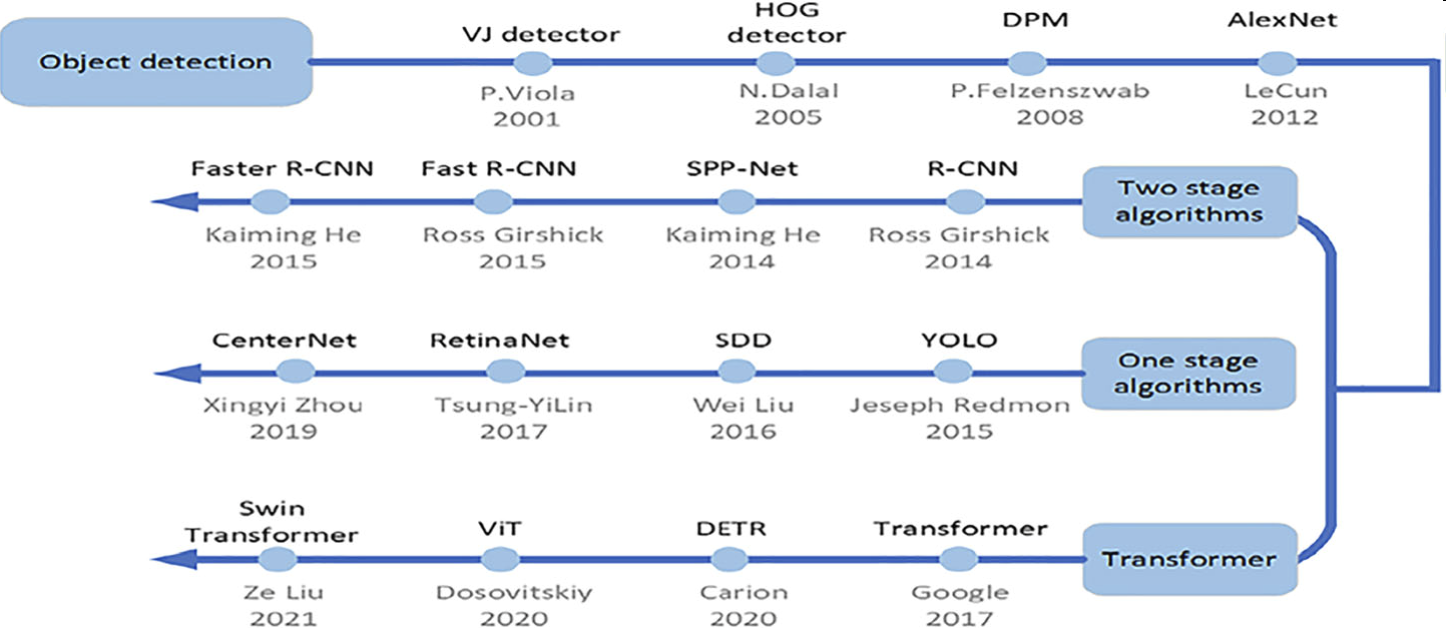 Object detection
VJ detector
P.Viola
2001
HOG
detector
N.Dalal
2005
DPM
P.Felzenszwab
2008
AlexNet
LeCun
2012
Faster R-CNN
Kaiming He
2015
Fast R-CNN
Ross Girshick
2015
SPP-Net
Kaiming He
2014
R-CNN
Ross Girshick
2014
Two stage
algorithms
CenterNet
Xingyi Zhou
2019
RetinaNet
Tsung-YiLin
2017
SDD
Wei Liu
2016
YOLO
Jeseph Redmon
2015
One stage
algorithms
Swin
Transformer
Ze Liu
2021
ViT
Dosovitskiy
2020
DETR
Carion
2020
Transformer
Google
2017
Transformer